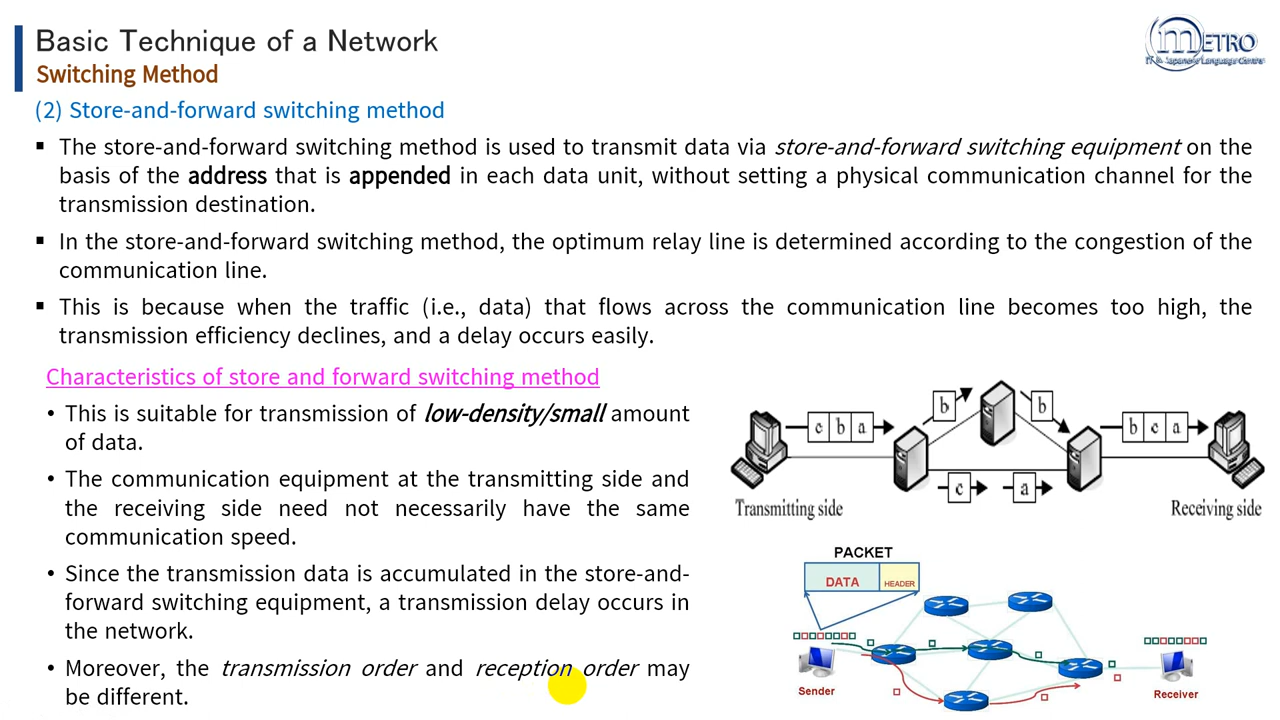 Basic Technique of a Network
METRO
IT & Japanese Language Centre
Switching Method
(2) Store-and-forward switching method
▪ The store-and-forward switching method is used to transmit data via store-and-forward switching equipment on the
basis of the address that is appended in each data unit, without setting a physical communication channel for the
transmission destination.
▪ In the store-and-forward switching method, the optimum relay line is determined according to the congestion of the
communication line.
▪ This is because when the traffic (i.e., data) that flows across the communication line becomes too high, the
transmission efficiency declines, and a delay occurs easily.
Characteristics of store and forward switching method
• This is suitable for transmission of low-density/small amount
of data.
• The communication equipment at the transmitting side and
the receiving side need not necessarily have the same
communication speed.
• Since the transmission data is accumulated in the store-and-
forward switching equipment, a transmission delay occurs in
the network.
• Moreover, the transmission order and reception order may
be different.
b
b
c b a
b c a
c
a
Transmitting side
Receiving side
PACKET
DATA
HEADER
Sender
Receiver